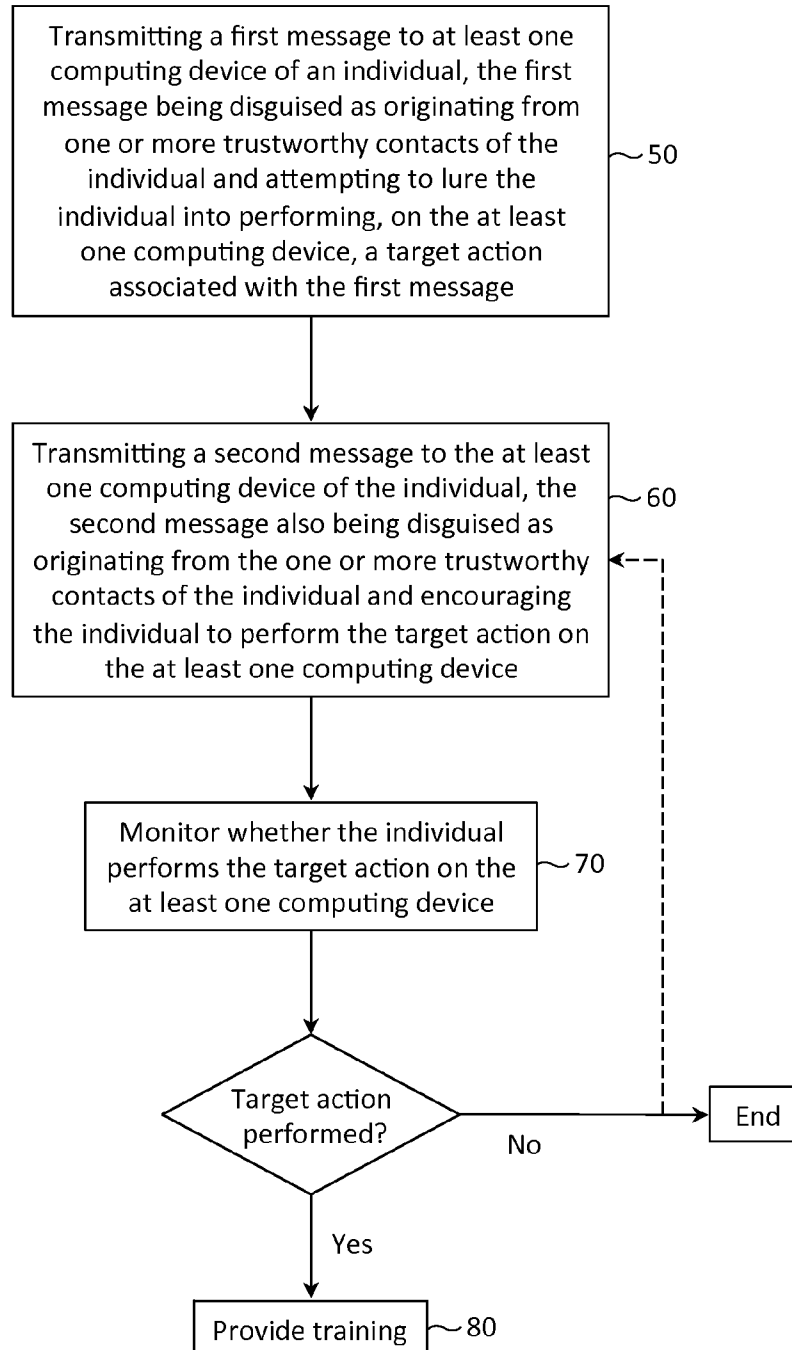 Transmitting a first message to at least one
computing device of an individual, the first
message being disguised as originating from
one or more trustworthy contacts of the
individual and attempting to lure the
individual into performing, on the at least
one computing device, a target action
associated with the first message
50
Transmitting a second message to the at least
one computing device of the individual, the
second message also being disguised as
originating from the one or more trustworthy
contacts of the individual and encouraging
the individual to perform the target action on
the at least one computing device
60
Monitor whether the individual
performs the target action on the
at least one computing device
70
Target action
performed?
No
End
Yes
Provide training
80